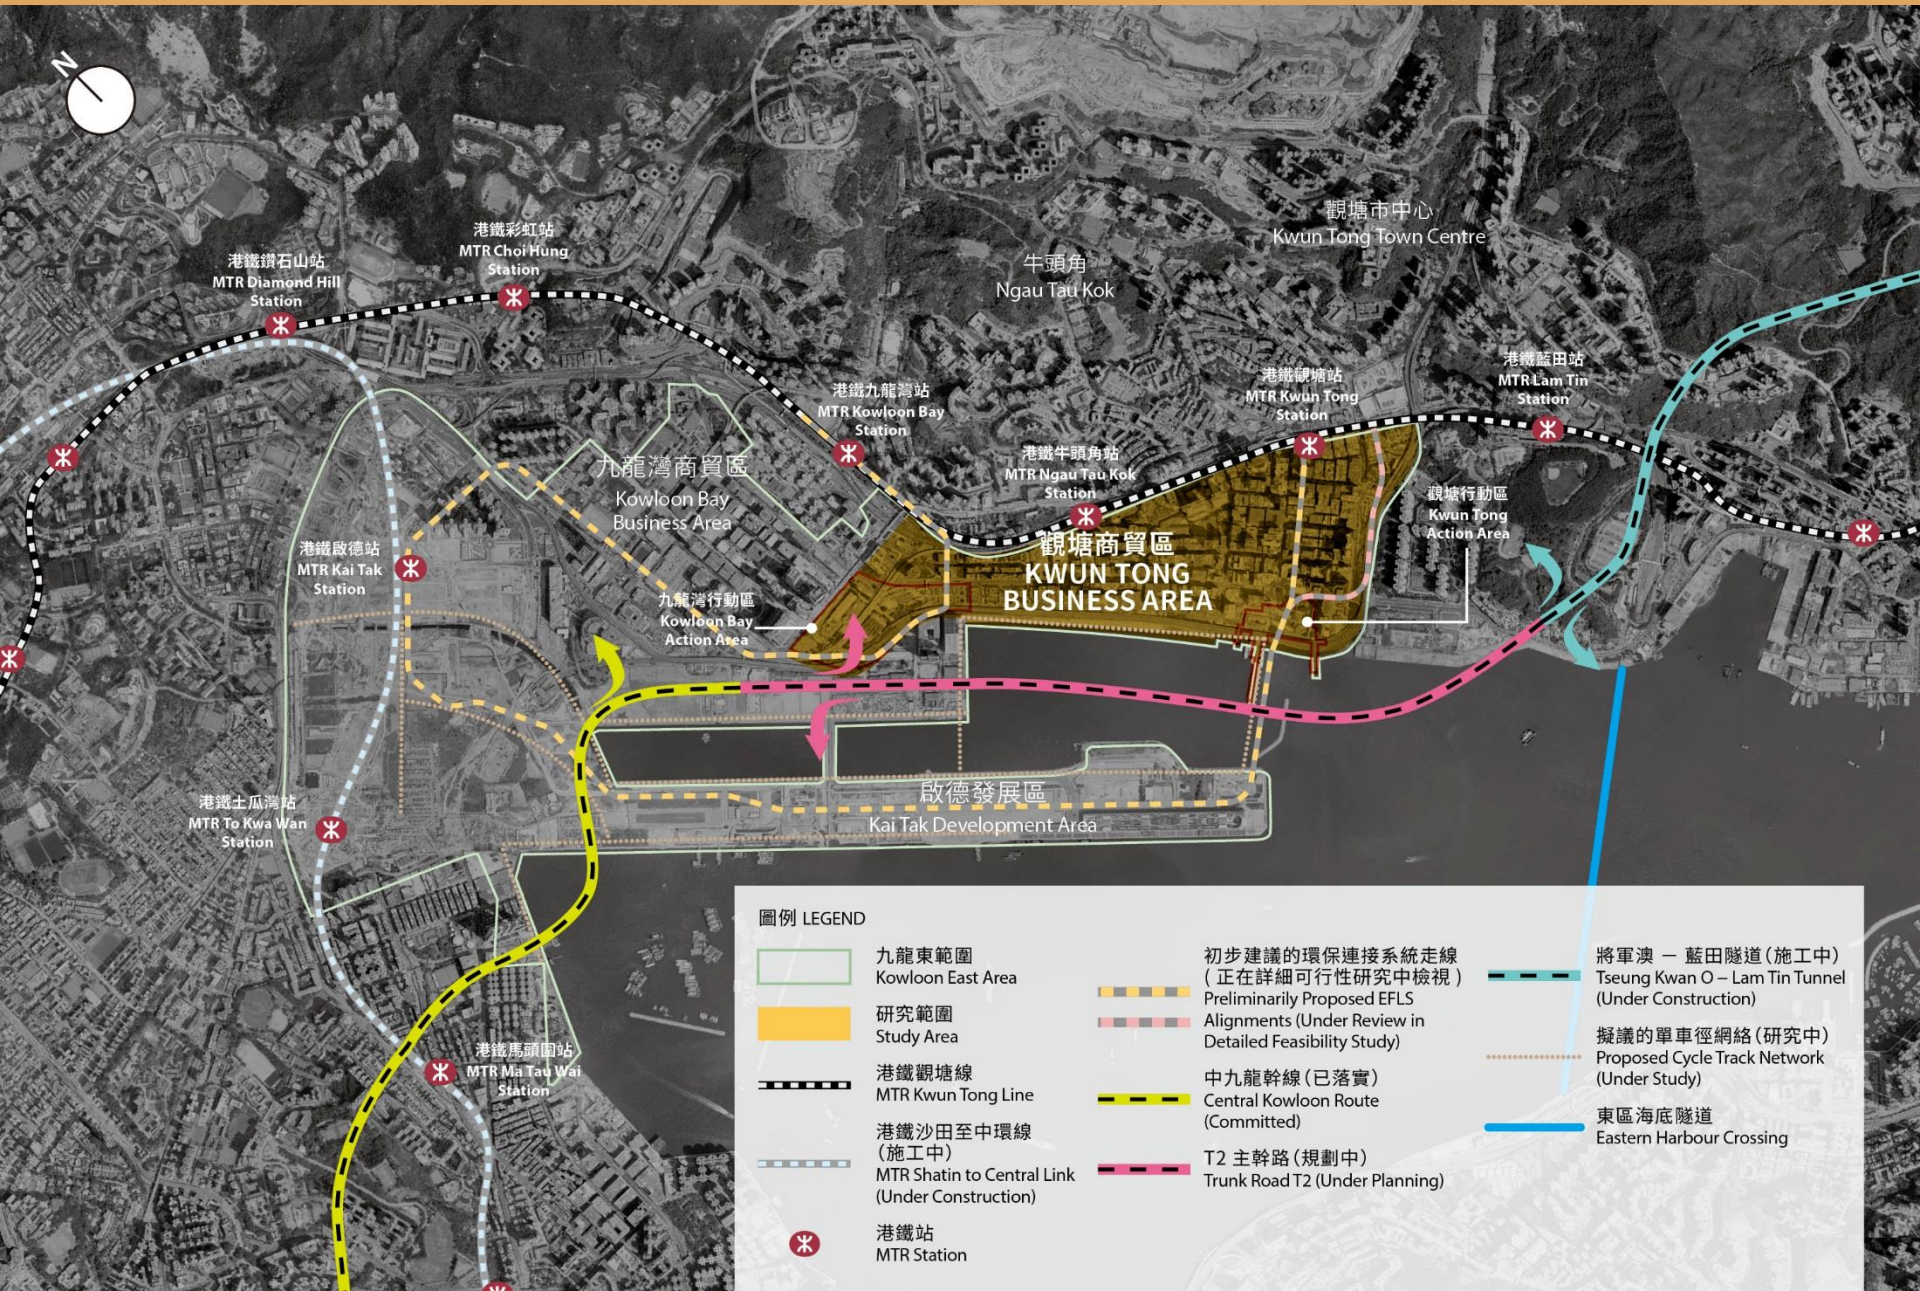 N
港鐵彩虹站
MTR Choi Hung
Station
港鐵鑽石山站
MTR Diamond Hill
Station
觀塘市中心
Kwun Tong Town Centre
牛頭角
Ngau Tau Kok
港鐵九龍灣站
MTR Kowloon Bay
Station
港鐵觀塘站
MTR Kwun Tong
Station
港鐵藍田站
MTR Lam Tin
Station
九龍灣商貿區
Kowloon Bay
Business Area
港鐵牛頭角站
MTR Ngau Tau Kok
Station
觀塘行動區
Kwun Tong
Action Area
港鐵啟德站
MTR Kai Tak
Station
觀塘商貿區
KWUN TONG
BUSINESS AREA
九龍灣行動區
Kowloon Bay
Action Area
啟德發展區
Kai Tak Development Area
港鐵土瓜灣站
MTR To Kwa Wan
Station
港鐵馬頭圍站
MTR Ma Tau Wai
Station
圖例 LEGEND
九龍東範圍
Kowloon East Area
研究範圍
Study Area
港鐵觀塘線
MTR Kwun Tong Line
港鐵沙田至中環線
(施工中)
MTR Shatin to Central Link
(Under Construction)
港鐵站
MTR Station
初步建議的環保連接系統走線
( 正在詳細可行性研究中檢視 )
Preliminarily Proposed EFLS
Alignments (Under Review in
Detailed Feasibility Study)
中九龍幹線 (已落實)
Central Kowloon Route
(Committed)
T2 主幹路 (規劃中)
Trunk Road T2 (Under Planning)
將軍澳 － 藍田隧道 (施工中)
Tseung Kwan O – Lam Tin Tunnel
(Under Construction)
擬議的單車徑網絡 (研究中)
Proposed Cycle Track Network
(Under Study)
東區海底隧道
Eastern Harbour Crossing